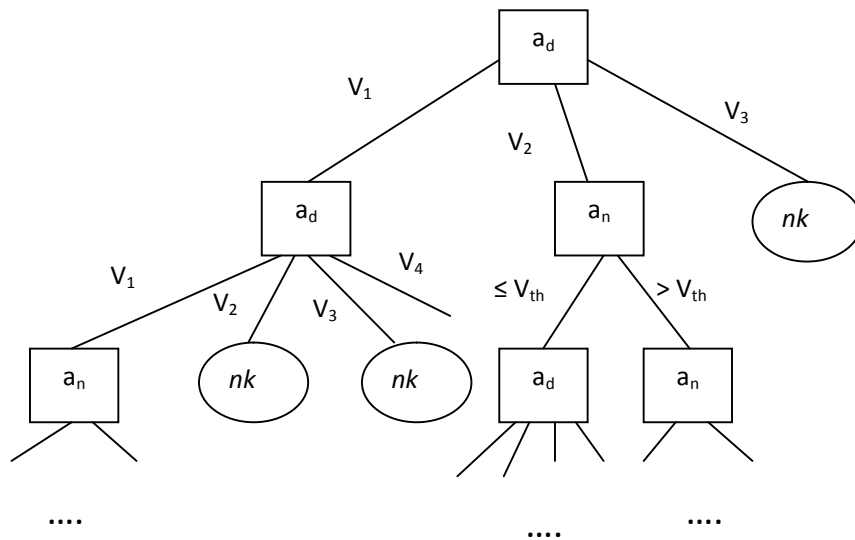 a_d
V_1
V_2
V_3
a_d
a_n
nk
V_1
V_2
V_3
V_4
≤ V_th
> V_th
a_n
nk
nk
a_d
a_n
....
....
....